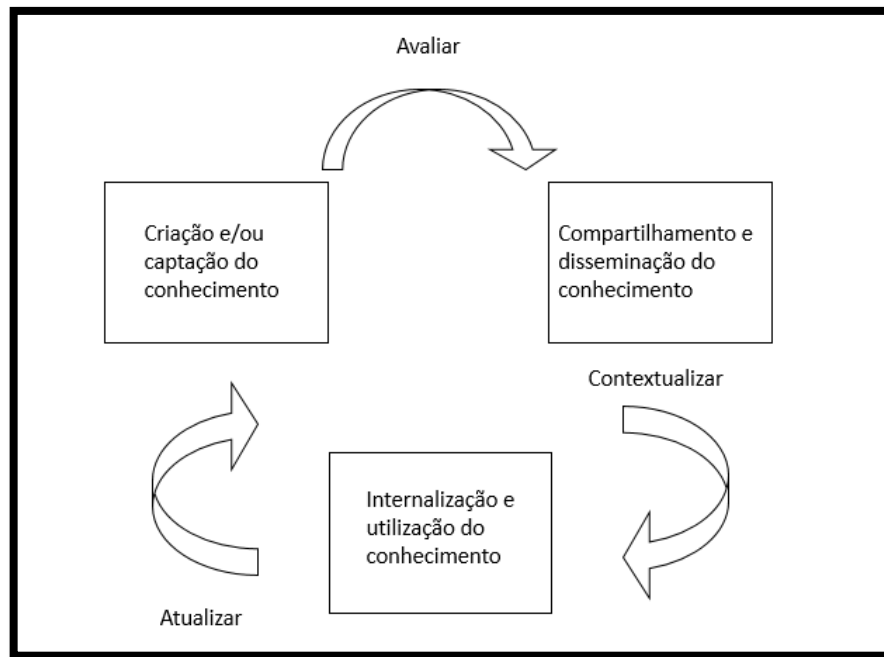 Avaliar
Criação e/ou
captação do
conhecimento
Compartilhamento e
disseminação do
conhecimento
Contextualizar
Internalização e
utilização do
conhecimento
Atualizar